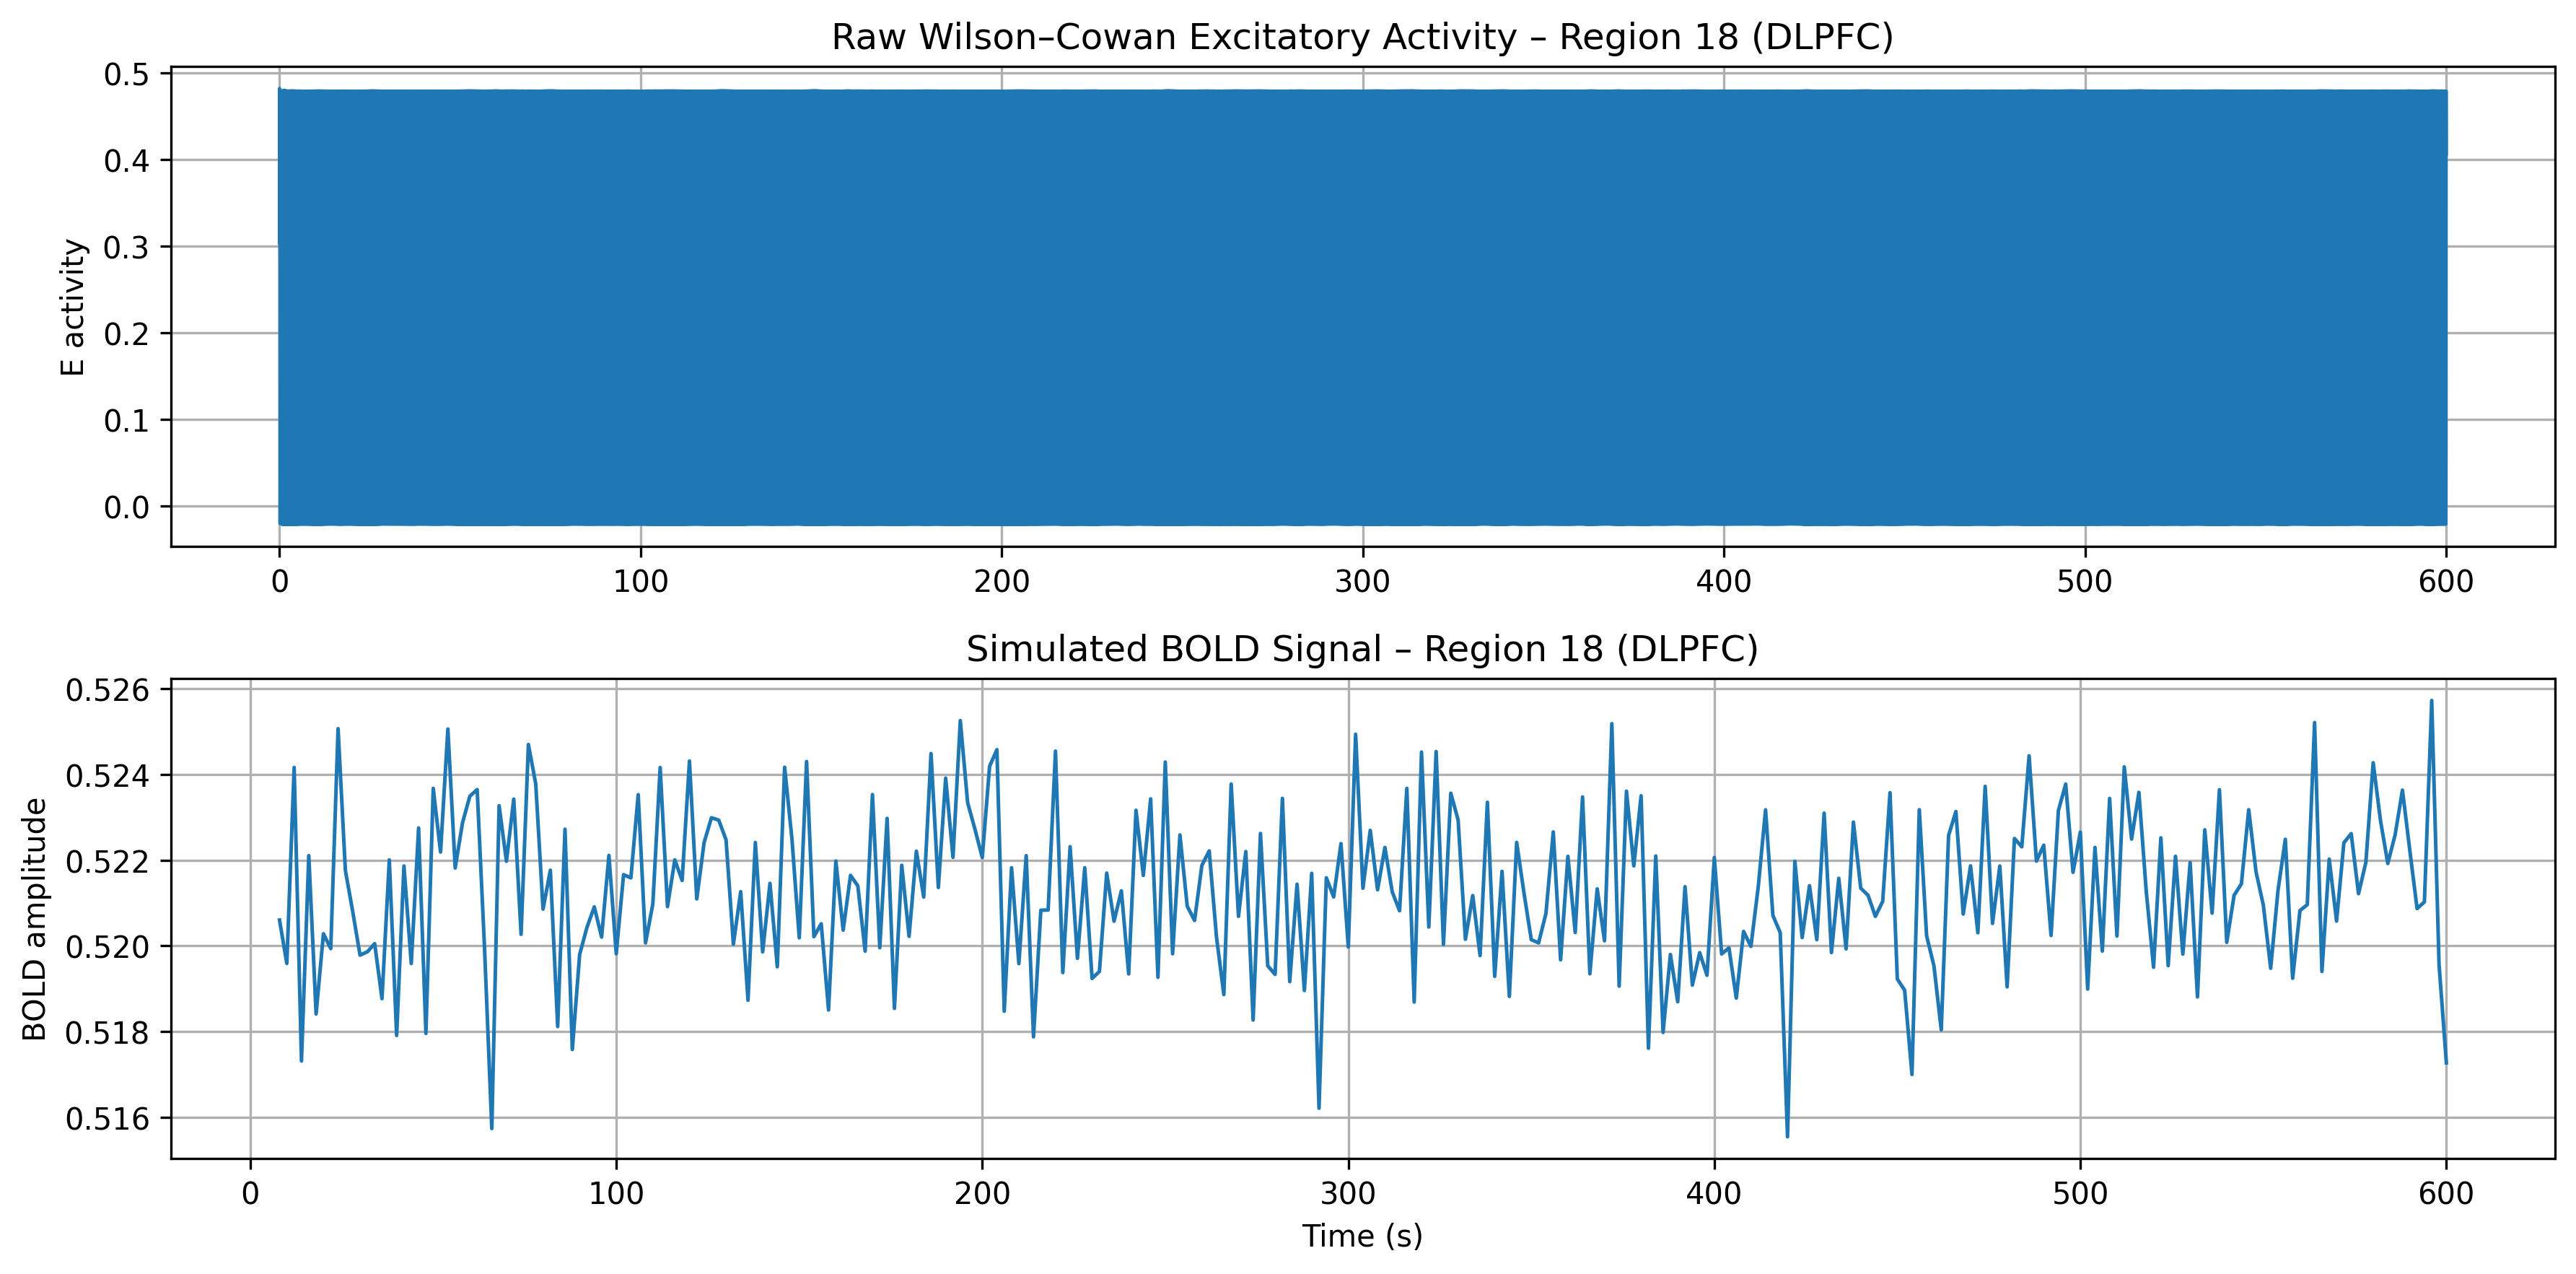 Raw Wilson–Cowan Excitatory Activity – Region 18 (DLPFC)
E activity
0.5
0.4
0.3
0.2
0.1
0.0
0 100 200 300 400 500 600
Simulated BOLD Signal – Region 18 (DLPFC)
BOLD amplitude
0.526
0.524
0.522
0.520
0.518
0.516
0 100 200 300 400 500 600
Time (s)